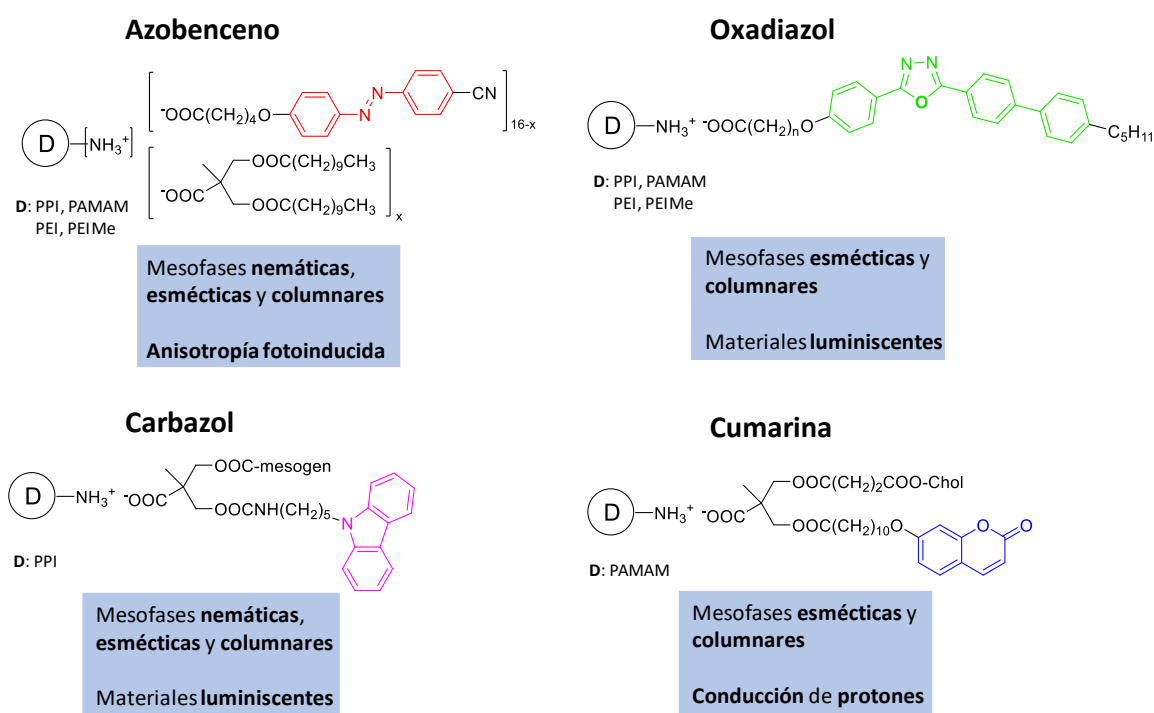 Azobenceno
-OOC(CH2)4 O N N CN
16-x
D [NH3+]
-OOC OOC(CH2)9CH3
OOC(CH2)9CH3
x
D: PPI, PAMAM
PEI, PEIMe
Mesofases nemáticas,
esmécticas y columnares
Anisotropía fotoinducida
Oxadiazol
N N
O
D NH3+ -OOC(CH2)n O C5H11
D: PPI, PAMAM
PEI, PEIMe
Mesofases esmécticas y
columnares
Materiales luminiscentes
Carbazol
OOC-mesogen
D NH3+ -OOC
OOCNH(CH2)5 N
D: PPI
Mesofases nemáticas,
esmécticas y columnares
Materiales luminiscentes
Cumarina
OOC(CH2)2COO-Chol
D NH3+ -OOC
OOC(CH2)10O O O
D: PAMAM
Mesofases esmécticas y
columnares
Conducción de protones